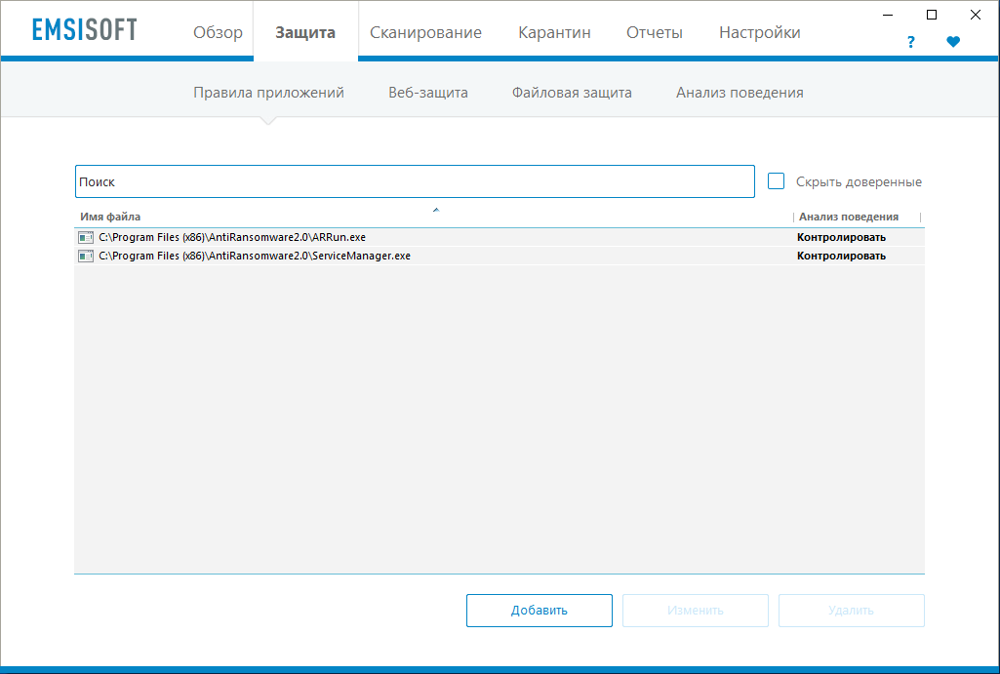 EMSISOFT
Обзор Защита Сканирование Карантин Отчеты Настройки
?
Правила приложений Веб-защита Файловая защита Анализ поведения
Поиск Скрыть доверенные
Имя файла Анализ поведения
C:\Program Files (x86)\AntiRansomware2.0\ARRun.exe Контролировать
C:\Program Files (x86)\AntiRansomware2.0\ServiceManager.exe Контролировать
Добавить Изменить Удалить